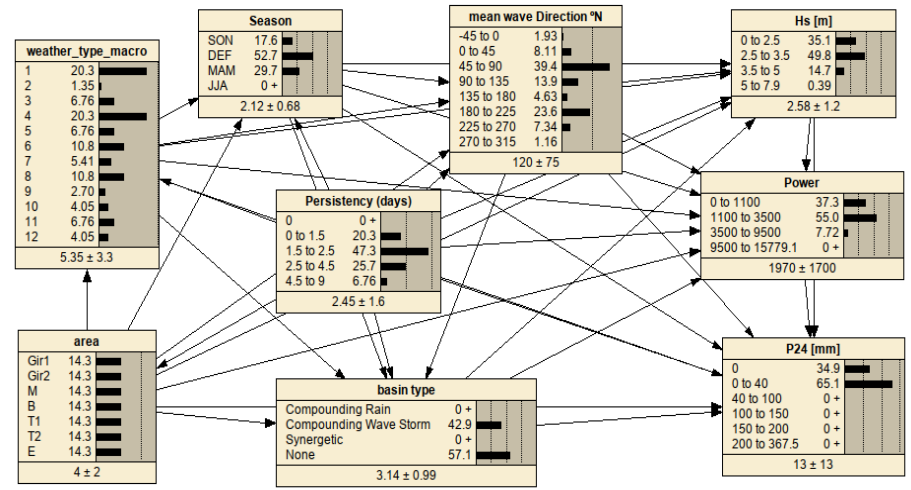 weather_type_macro
1 20.3
2 1.35
3 6.76
4 20.3
5 6.76
6 10.8
7 5.41
8 10.8
9 2.70
10 4.05
11 6.76
12 4.05
5.35 ± 3.3
Season
SON 17.6
DEF 52.7
MAM 29.7
JJA 0 +
2.12 ± 0.68
mean wave Direction ºN
-45 to 0 1.93
0 to 45 8.11
45 to 90 39.4
90 to 135 13.9
135 to 180 4.63
180 to 225 23.6
225 to 270 7.34
270 to 315 1.16
120 ± 75
Hs [m]
0 to 2.5 35.1
2.5 to 3.5 49.8
3.5 to 5 14.7
5 to 7.9 0.39
2.58 ± 1.2
Persistency (days)
0 0 +
0 to 1.5 20.3
1.5 to 2.5 47.3
2.5 to 4.5 25.7
4.5 to 9 6.76
2.45 ± 1.6
Power
0 to 1100 37.3
1100 to 3500 55.0
3500 to 9500 7.72
9500 to 15779.1 0 +
1970 ± 1700
area
Gir1 14.3
Gir2 14.3
M 14.3
B 14.3
T1 14.3
T2 14.3
E 14.3
4 ± 2
basin type
Compounding Rain 0 +
Compounding Wave Storm 42.9
Synergetic 0 +
None 57.1
3.14 ± 0.99
P24 [mm]
0 34.9
0 to 40 65.1
40 to 100 0 +
100 to 150 0 +
150 to 200 0 +
200 to 367.5 0 +
13 ± 13